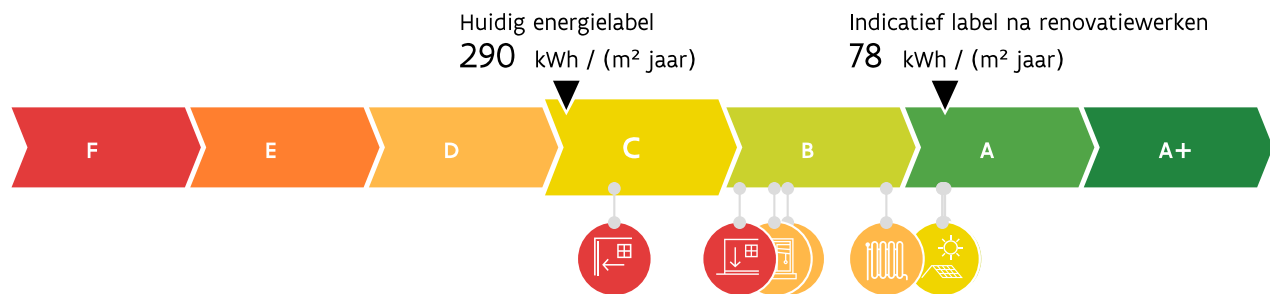 Huidig energielabel
290 kWh / (m² jaar)
Indicatief label na renovatiewerken
78 kWh / (m² jaar)
F E D C B A A+